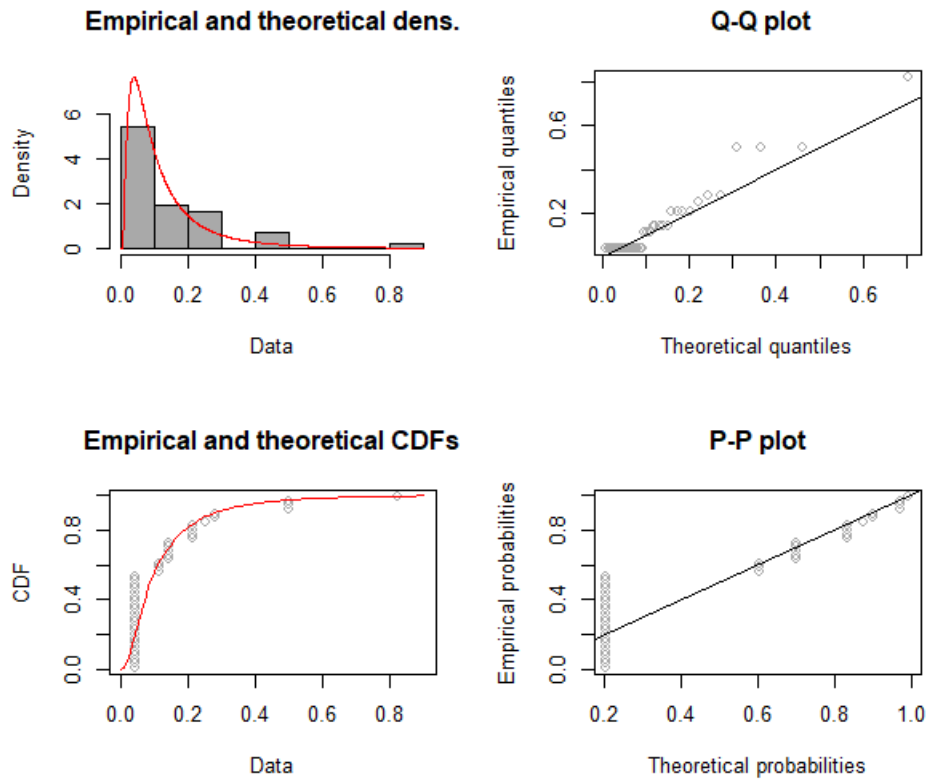 Empirical and theoretical dens.
Density
0 2 4 6
0.0 0.2 0.4 0.6 0.8
Data
Q-Q plot
Empirical quantiles
0.2 0.6
0.0 0.2 0.4 0.6
Theoretical quantiles
Empirical and theoretical CDFs
CDF
0.0 0.4 0.8
0.0 0.2 0.4 0.6 0.8
Data
P-P plot
Empirical probabilities
0.0 0.4 0.8
0.2 0.4 0.6 0.8 1.0
Theoretical probabilities